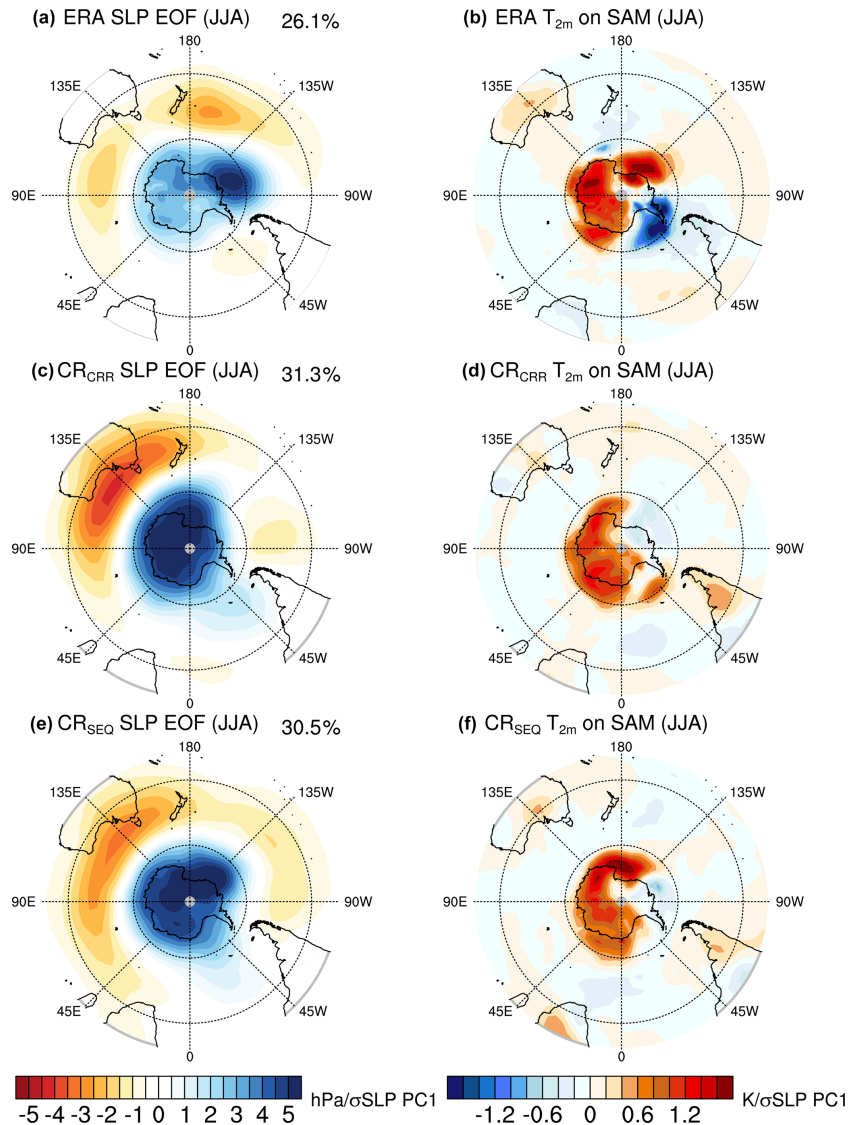 (a) ERA SLP EOF (JJA) 26.1%
180
135E 135W
90E 90W
45E 45W
0
(b) ERA T2m on SAM (JJA)
180
135E 135W
90E 90W
45E 45W
0
(c) CRCRR SLP EOF (JJA) 31.3%
180
135E 135W
90E 90W
45E 45W
0
(d) CRCRR T2m on SAM (JJA)
180
135E 135W
90E 90W
45E 45W
0
(e) CRSEQ SLP EOF (JJA) 30.5%
180
135E 135W
90E 90W
45E 45W
0
(f) CRSEQ T2m on SAM (JJA)
180
135E 135W
90E 90W
45E 45W
0
hPa/σSLP PC1
-5 -4 -3 -2 -1 0 1 2 3 4 5
K/σSLP PC1
-1.2 -0.6 0 0.6 1.2